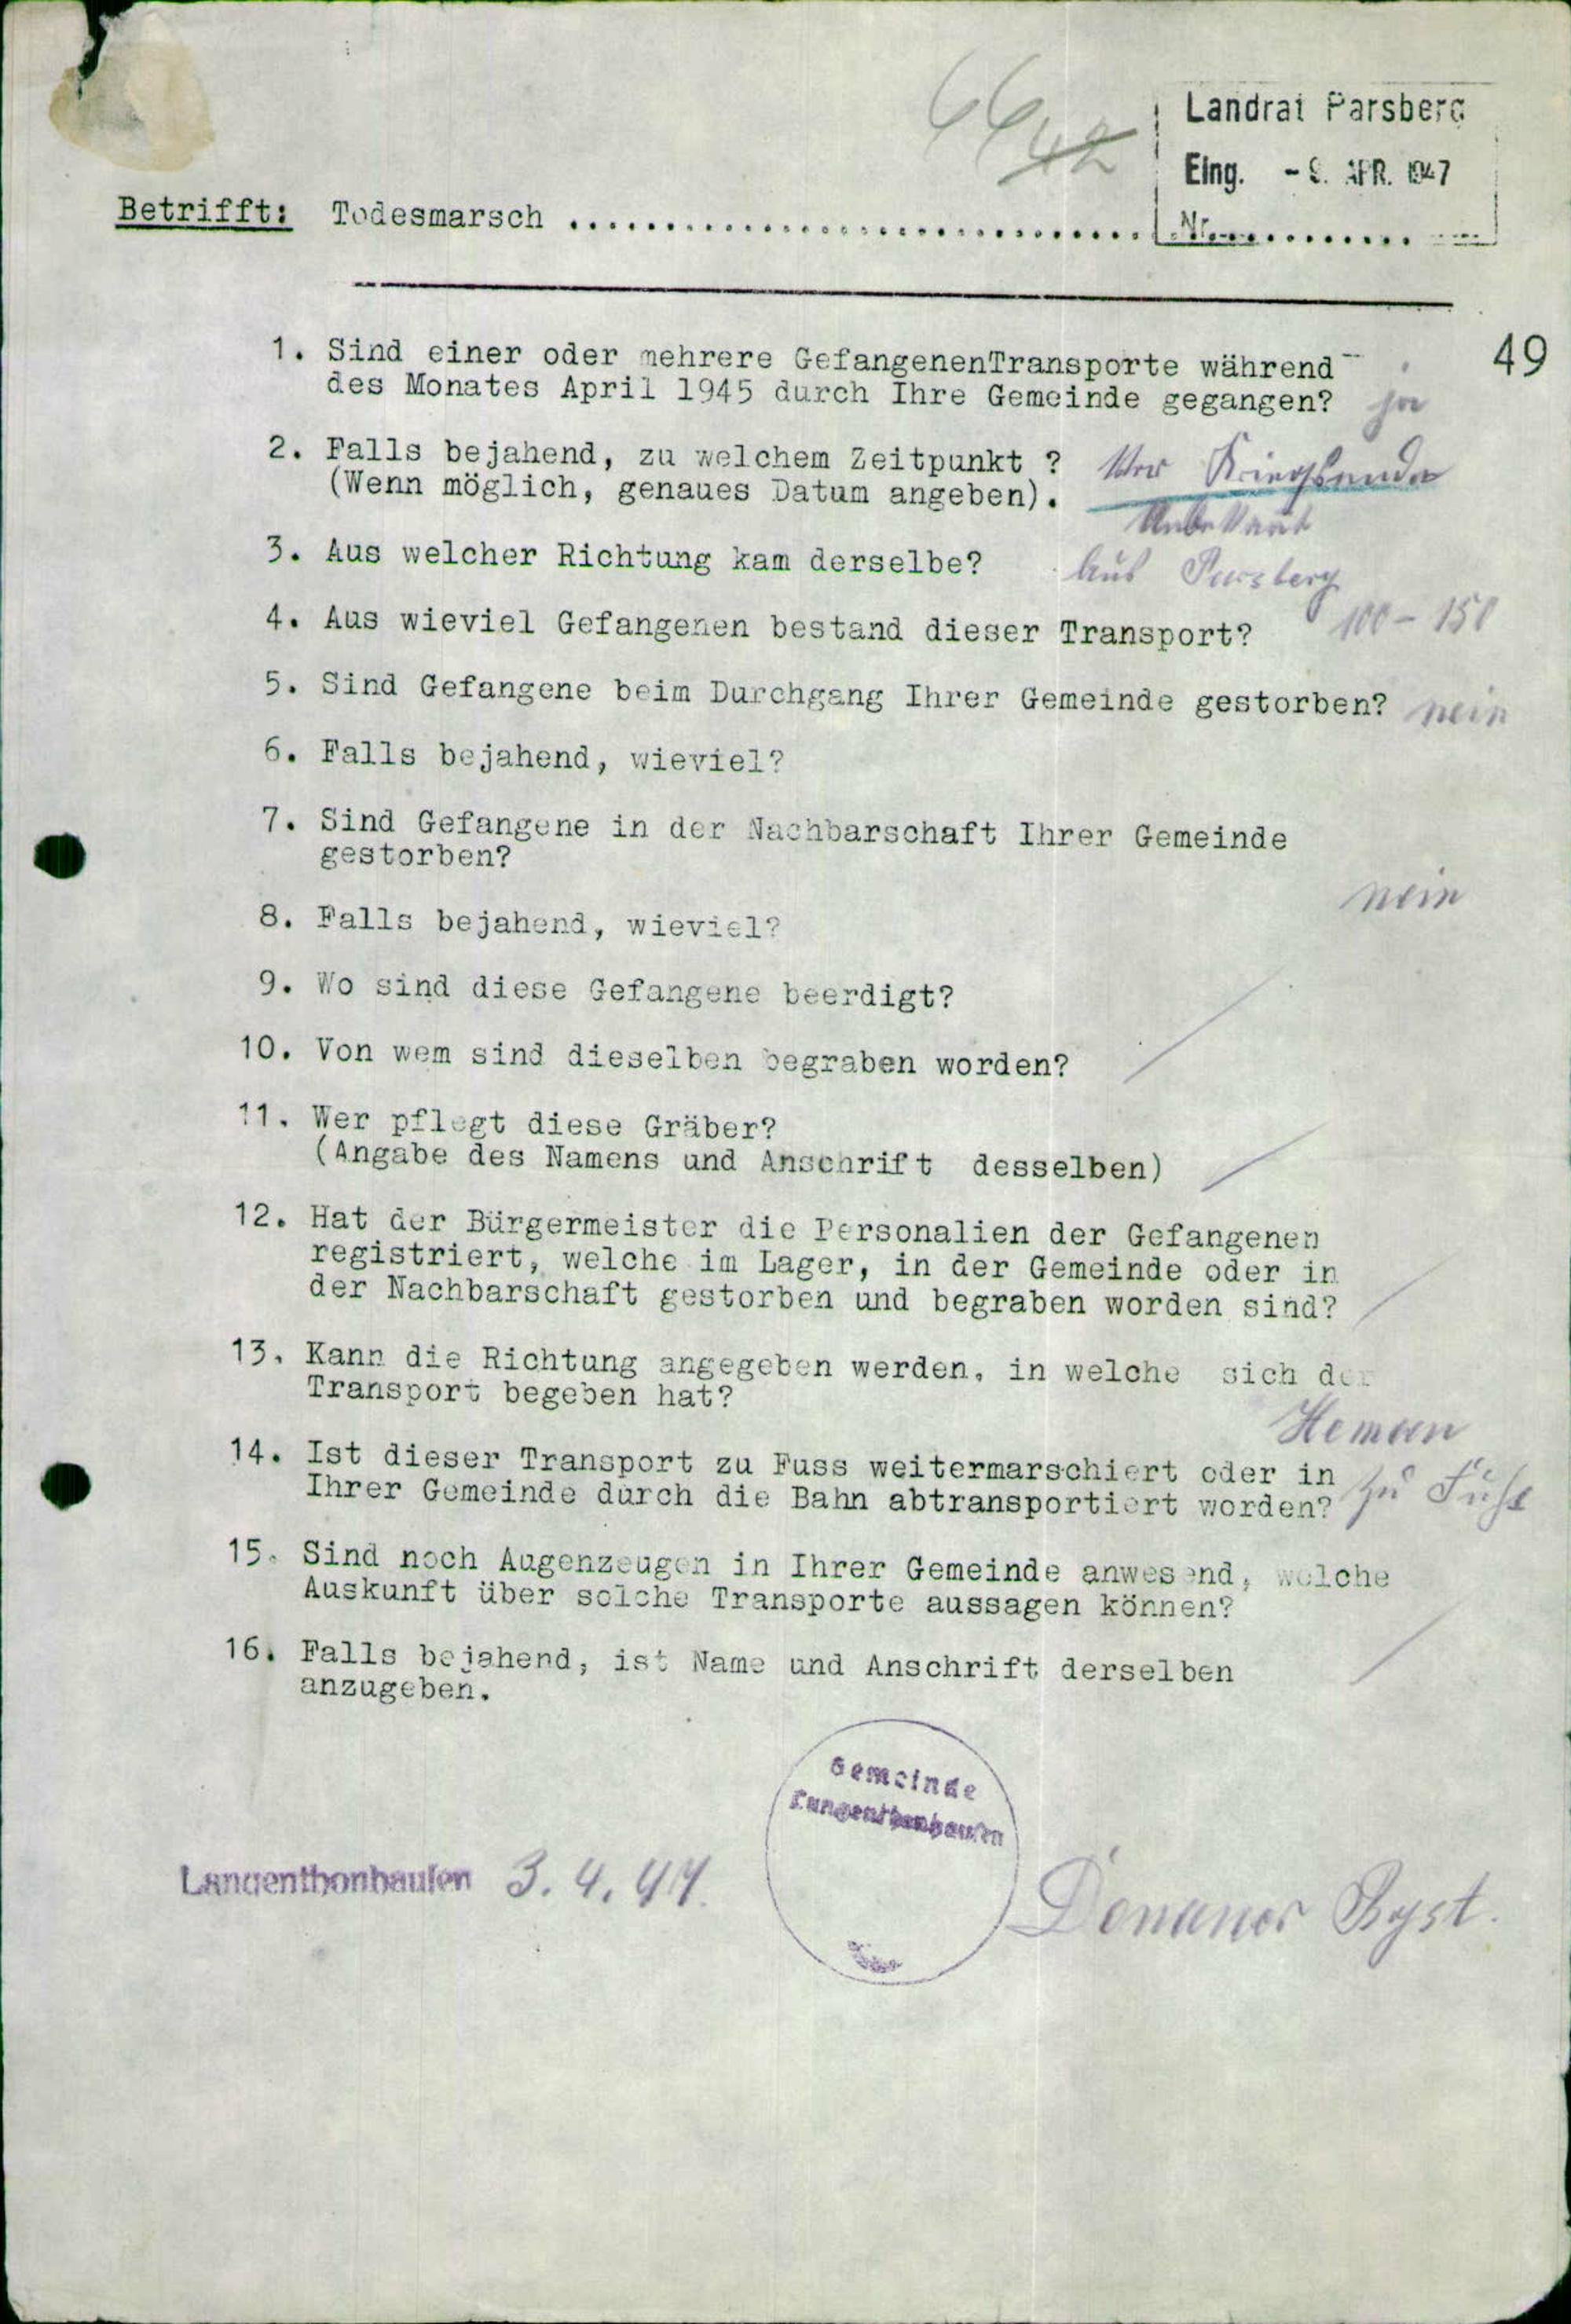 66 42
Landrat Parsberg
Eing. - 9. APR. 1947
Nr.............
Betrifft: Todesmarsch ..............................
49
1. Sind einer oder mehrere GefangenenTransporte während
des Monates April 1945 durch Ihre Gemeinde gegangen? ja
2. Falls bejahend, zu welchem Zeitpunkt ? Vor Kriegsende
(Wenn möglich, genaues Datum angeben).
Unbekannt
3. Aus welcher Richtung kam derselbe? Aus Parsberg
4. Aus wieviel Gefangenen bestand dieser Transport? 100 - 150
5. Sind Gefangene beim Durchgang Ihrer Gemeinde gestorben? nein
6. Falls bejahend, wieviel?
7. Sind Gefangene in der Nachbarschaft Ihrer Gemeinde
gestorben?
nein
8. Falls bejahend, wieviel?
9. Wo sind diese Gefangene beerdigt?
10. Von wem sind dieselben begraben worden?
11. Wer pflegt diese Gräber?
(Angabe des Namens und Anschrift desselben)
12. Hat der Bürgermeister die Personalien der Gefangenen
registriert, welche im Lager, in der Gemeinde oder in
der Nachbarschaft gestorben und begraben worden sind?
13. Kann die Richtung angegeben werden, in welche sich der
Transport begeben hat?
Hemau
14. Ist dieser Transport zu Fuss weitermarschiert oder in
Ihrer Gemeinde durch die Bahn abtransportiert worden? zu Fuß
15. Sind noch Augenzeugen in Ihrer Gemeinde anwesend, welche
Auskunft über solche Transporte aussagen können?
16. Falls bejahend, ist Name und Anschrift derselben
anzugeben.
Gemeinde
Langenthonhausen
Langenthonhausen 3. 4. 47.